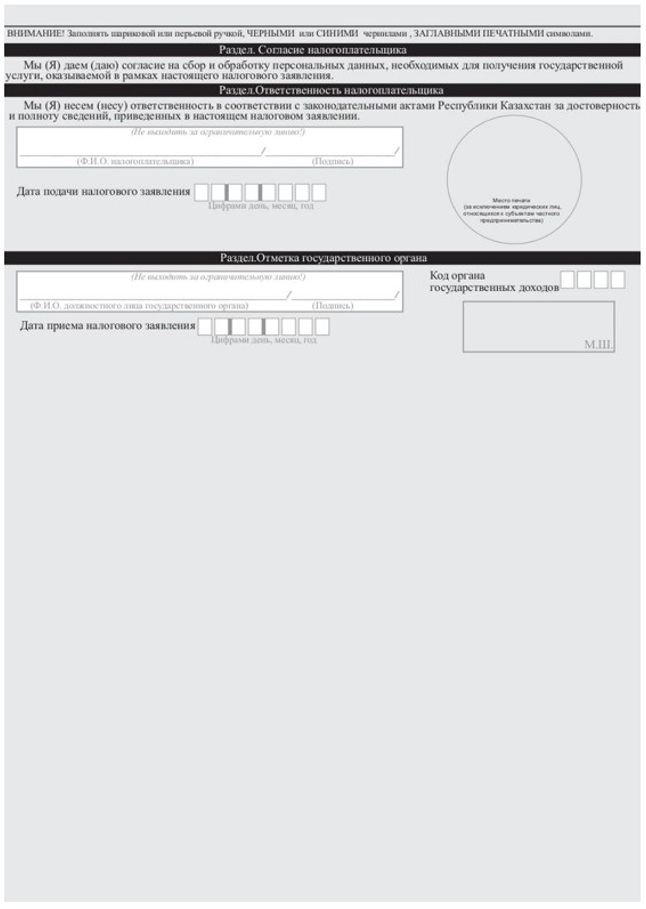 ВНИМАНИЕ! Заполнять шариковой или перьевой ручкой, ЧЕРНЫМИ или СИНИМИ чернилами , ЗАГЛАВНЫМИ ПЕЧАТНЫМИ символами.
Раздел. Согласие налогоплательщика
Мы (Я) даем (даю) согласие на сбор и обработку персональных данных, необходимых для получения государственной
услуги, оказываемой в рамках настоящего налогового заявления.
Раздел.Ответственность налогоплательщика
Мы (Я) несем (несу) ответственность в соответствии с законодательными актами Республики Казахстан за достоверность
и полноту сведений, приведенных в настоящем налоговом заявлении.
(Не выходить за ограничительную линию!)
/ /
(Ф.И.О. налогоплательщика) (Подпись)
Дата подачи налогового заявления
Цифрами день, месяц, год
Место печати
(за исключением юридических лиц,
относящихся к субъектам частного
предпринимательства)
Раздел.Отметка государственного органа
(Не выходить за ограничительную линию!)
/ /
(Ф.И.О. должностного лица государственного органа) (Подпись)
Код органа
государственных доходов
Дата приема налогового заявления
Цифрами день, месяц, год
М.Ш.